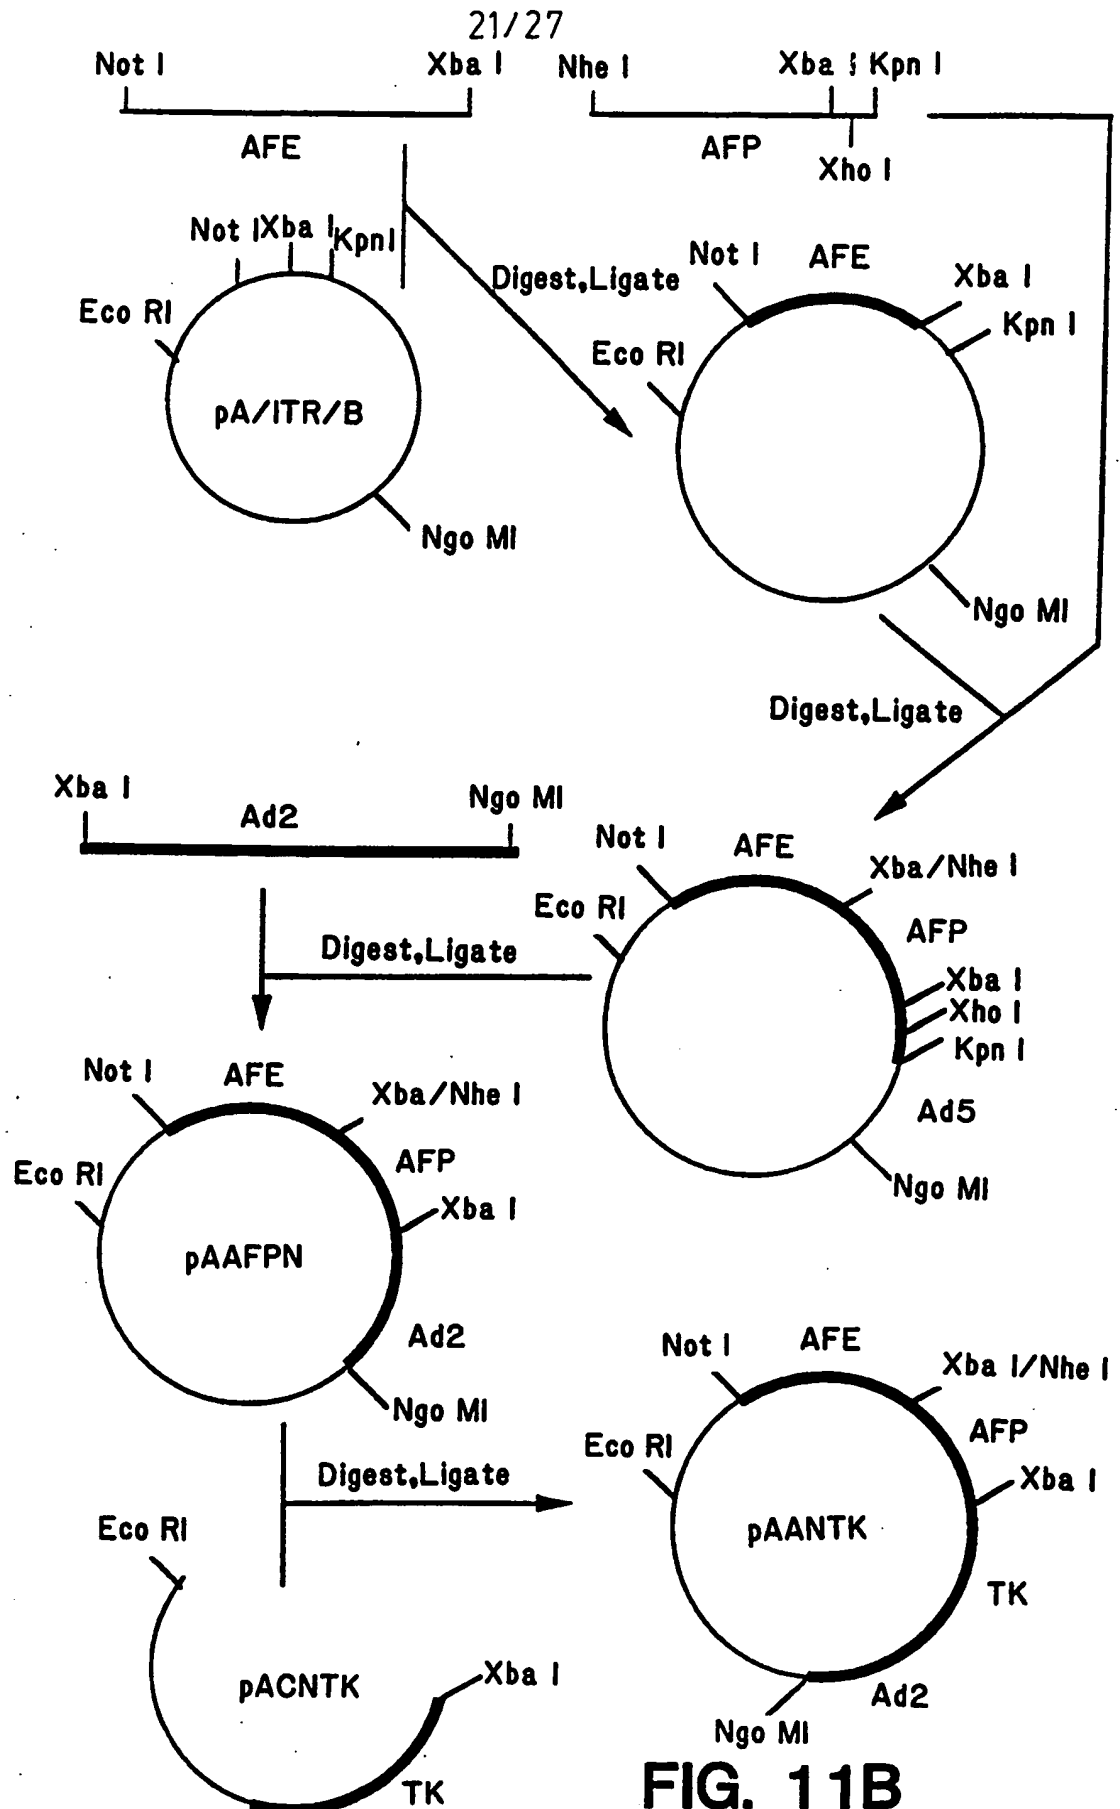 21/27
Not I
Xba I
Nhe I
Xba I
Kpn I
AFE
AFP
Xho I
Not I
Xba I
KpnI
Eco RI
pA/ITR/B
Ngo MI
Digest,Ligate
Not I
AFE
Xba I
Kpn I
Eco RI
Ngo MI
Digest,Ligate
Xba I
Ad2
Ngo MI
Digest,Ligate
Not I
AFE
Xba/Nhe I
Eco RI
AFP
Xba I
Xho I
Kpn I
Ad5
Ngo MI
Not I
AFE
Xba/Nhe I
Eco RI
AFP
Xba I
pAAFPN
Ad2
Ngo MI
Digest,Ligate
Eco RI
pACNTK
Xba I
TK
Not I
AFE
Xba I/Nhe I
Eco RI
AFP
Xba I
pAANTK
TK
Ad2
Ngo MI
FIG. 11B